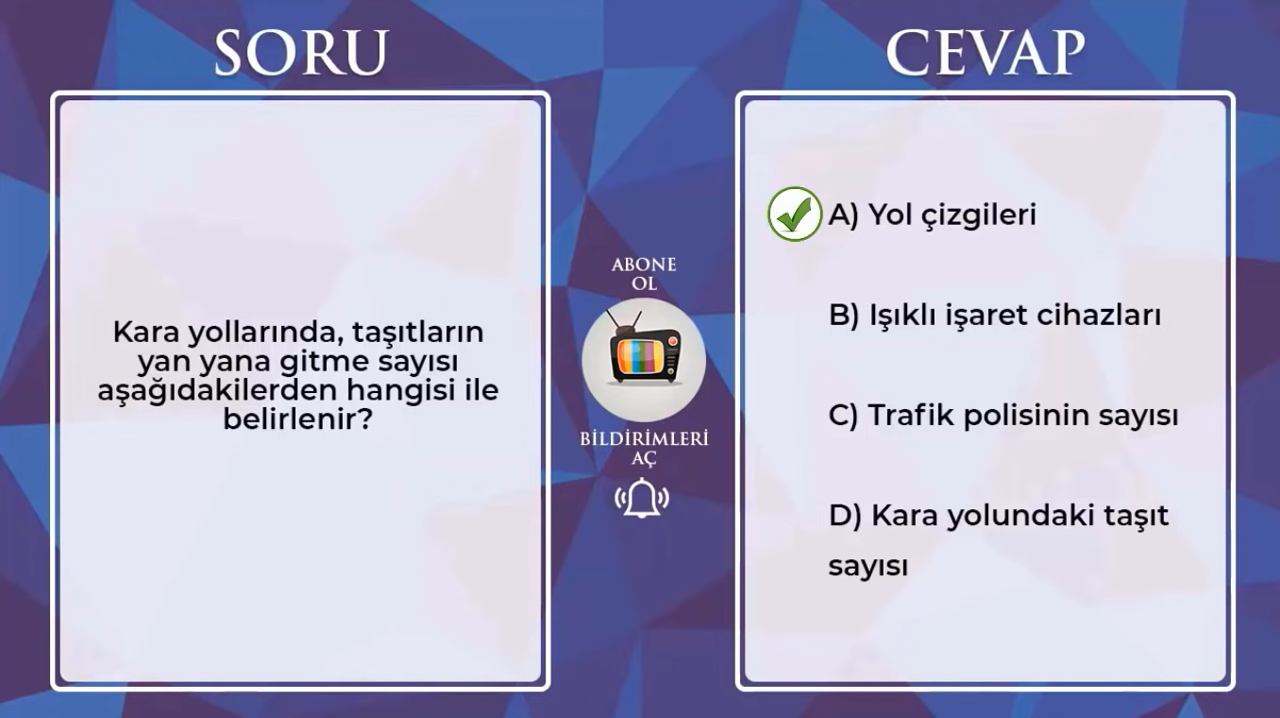 SORU
Kara yollarında, taşıtların
yan yana gitme sayısı
aşağıdakilerden hangisi ile
belirlenir?
ABONE
OL
BİLDİRİMLERİ
AÇ
CEVAP
A) Yol çizgileri
B) Işıklı işaret cihazları
C) Trafik polisinin sayısı
D) Kara yolundaki taşıt
sayısı